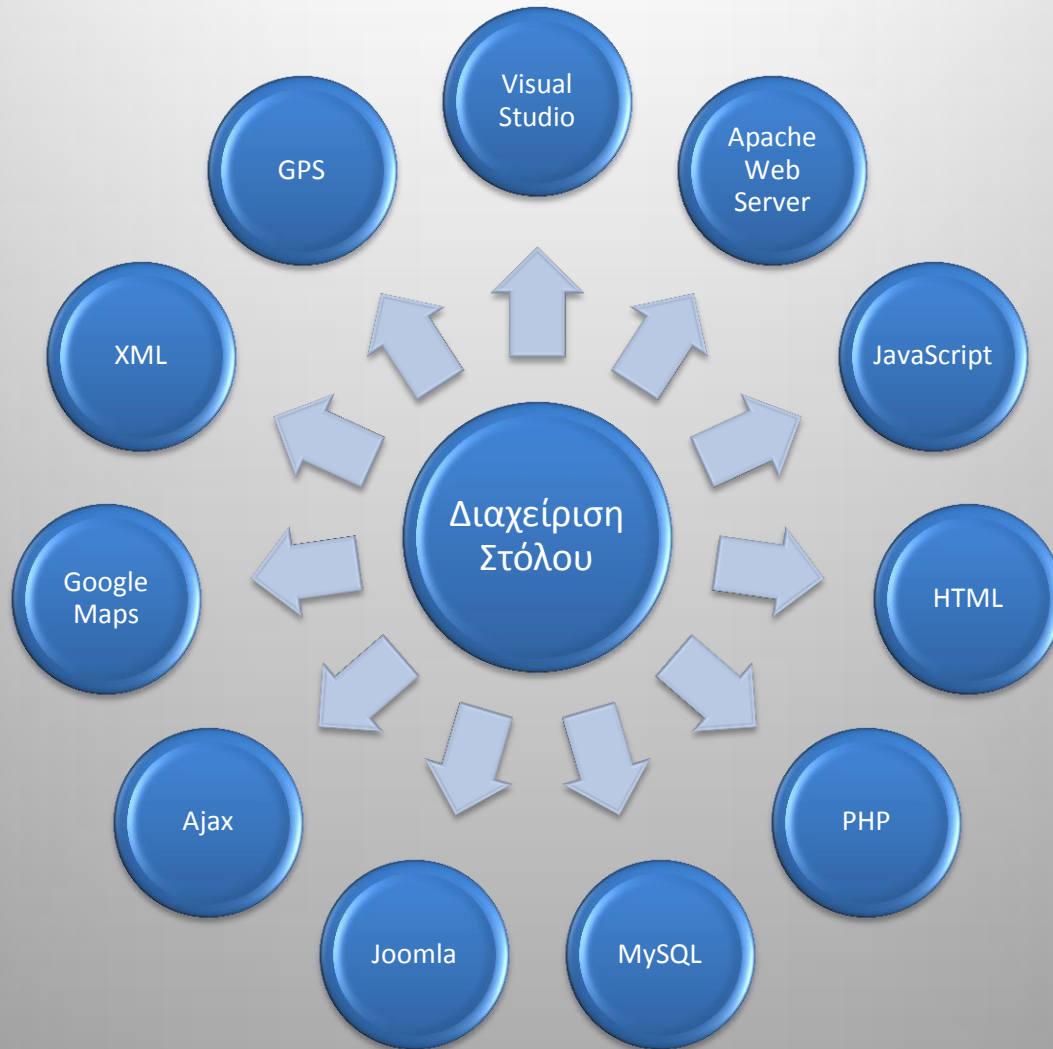 Visual
Studio
Apache
Web
Server
JavaScript
HTML
PHP
MySQL
Joomla
Ajax
Google
Maps
XML
GPS
Διαχείριση
Στόλου